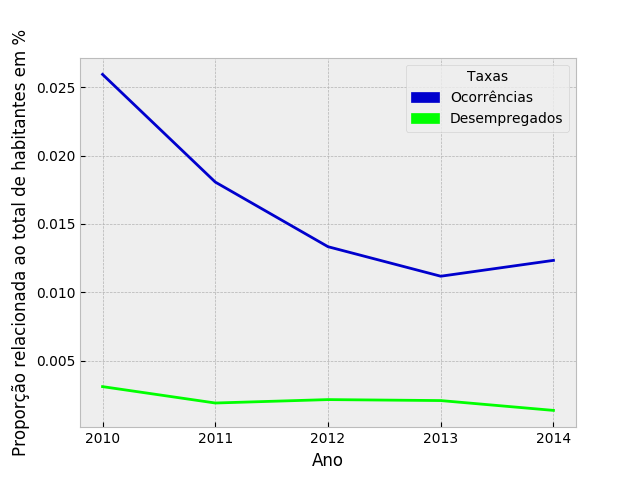 Proporção relacionada ao total de habitantes em %
0.025
0.020
0.015
0.010
0.005
Taxas
Ocorrências
Desempregados
2010 2011 2012 2013 2014
Ano